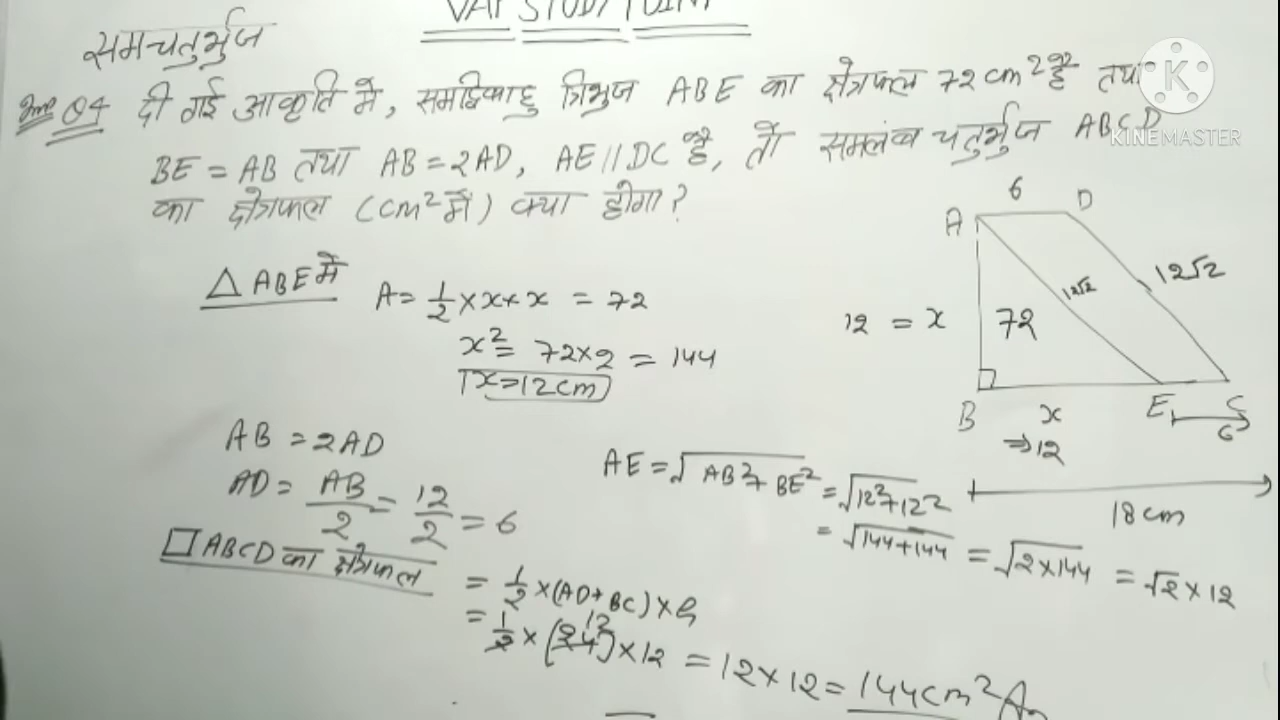 VAP STUDY POINT
समचतुर्भुज
Q4 दी गई आकृति में, समद्विबाहु त्रिभुज ABE का क्षेत्रफल 72 cm² है तथा
BE = AB तथा AB = 2AD, AE // DC है, तो समलंब चतुर्भुज ABCD
का क्षेत्रफल (cm² में) क्या होगा?
K
KINEMASTER
△ ABE में A = 1/2 × x × x = 72
x² = 72×2 = 144
x = 12cm
AB = 2AD
AD = AB/2 = 12/2 = 6
AE = √AB² + BE² = √12² + 12²
= √144+144 = √2×144 = √2 × 12
□ ABCD का क्षेत्रफल = 1/2 × (AD + BC) × h
= 1/2 × (24) × 12 = 12 × 12 = 144 cm²
12
A 6 D
12√2
12√2
12 = x 72
B x E C
⇒ 12 6
18 cm